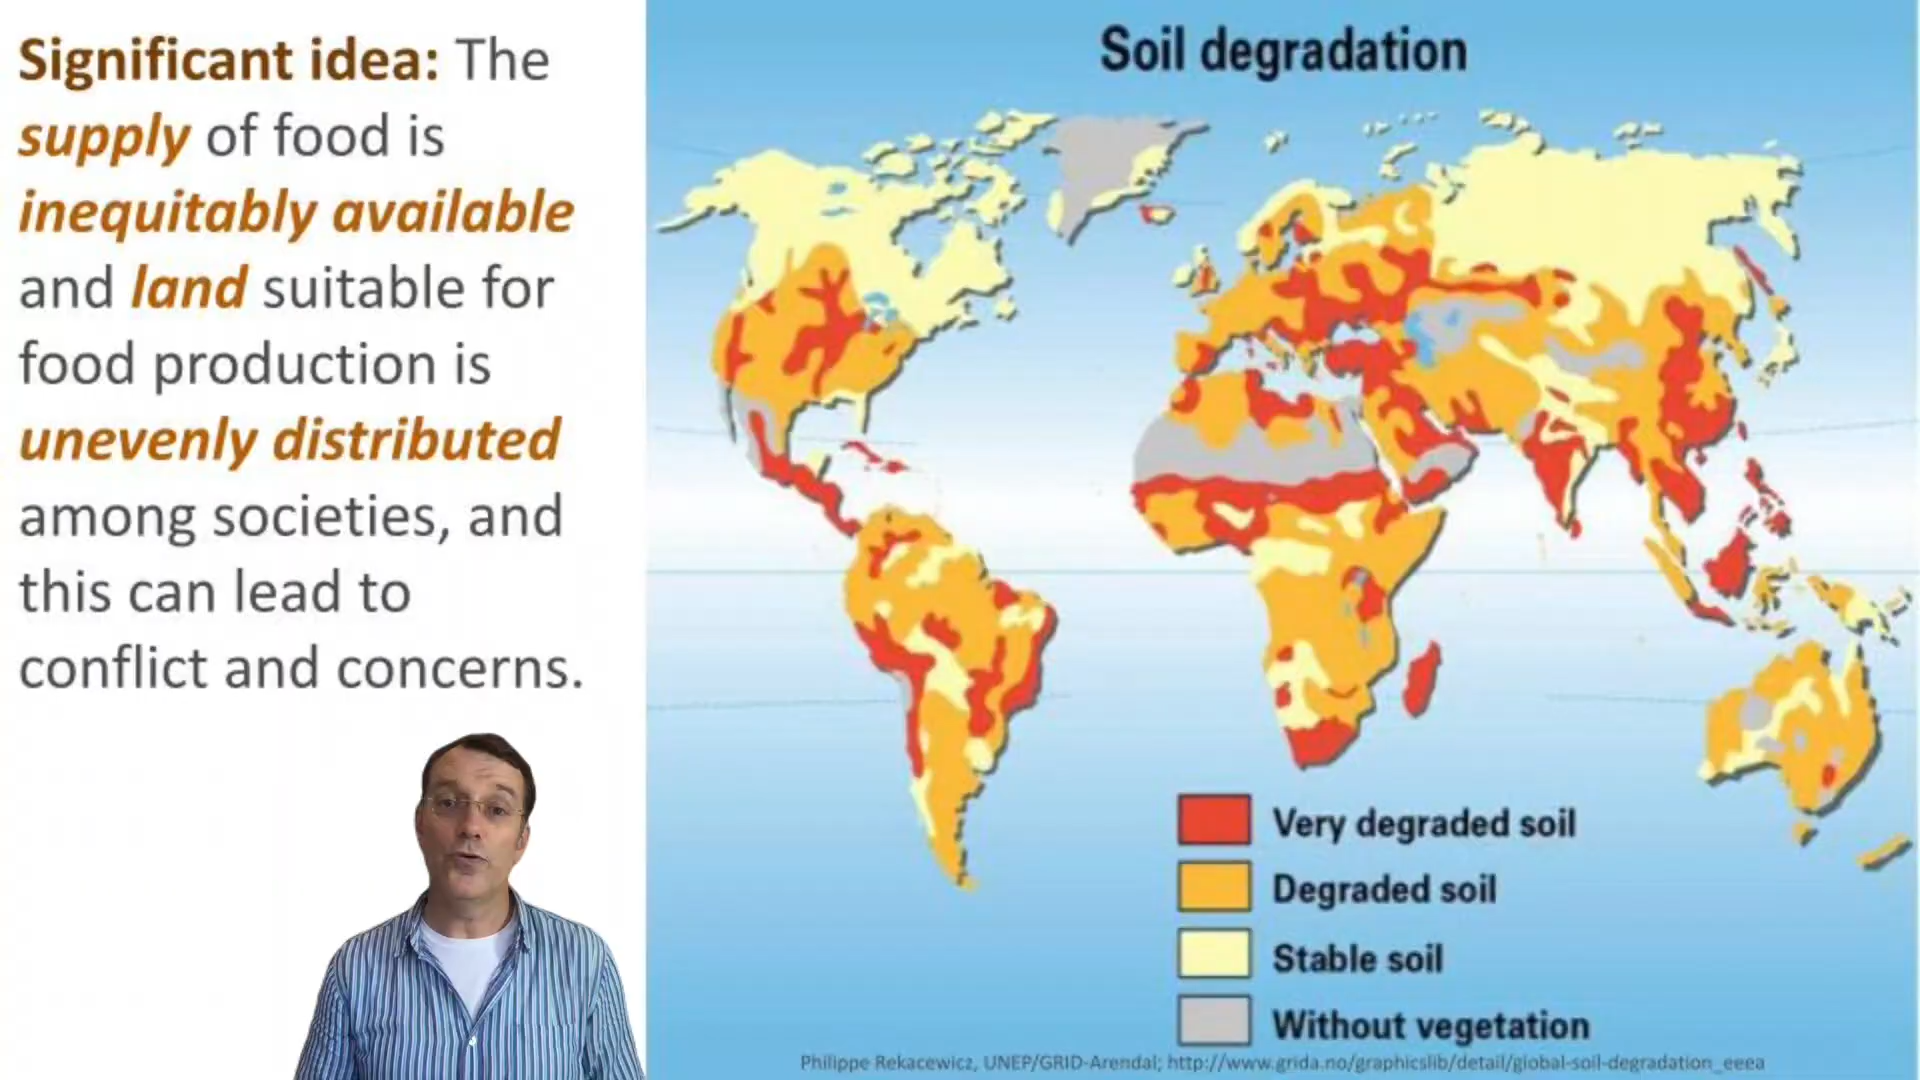 Significant idea: The
supply of food is
inequitably available
and land suitable for
food production is
unevenly distributed
among societies, and
this can lead to
conflict and concerns.
Soil degradation
Very degraded soil
Degraded soil
Stable soil
Without vegetation
Philippe Rekacewicz, UNEP/GRID-Arendal; http://www.grida.no/graphicslib/detail/global-soil-degradation_eeea